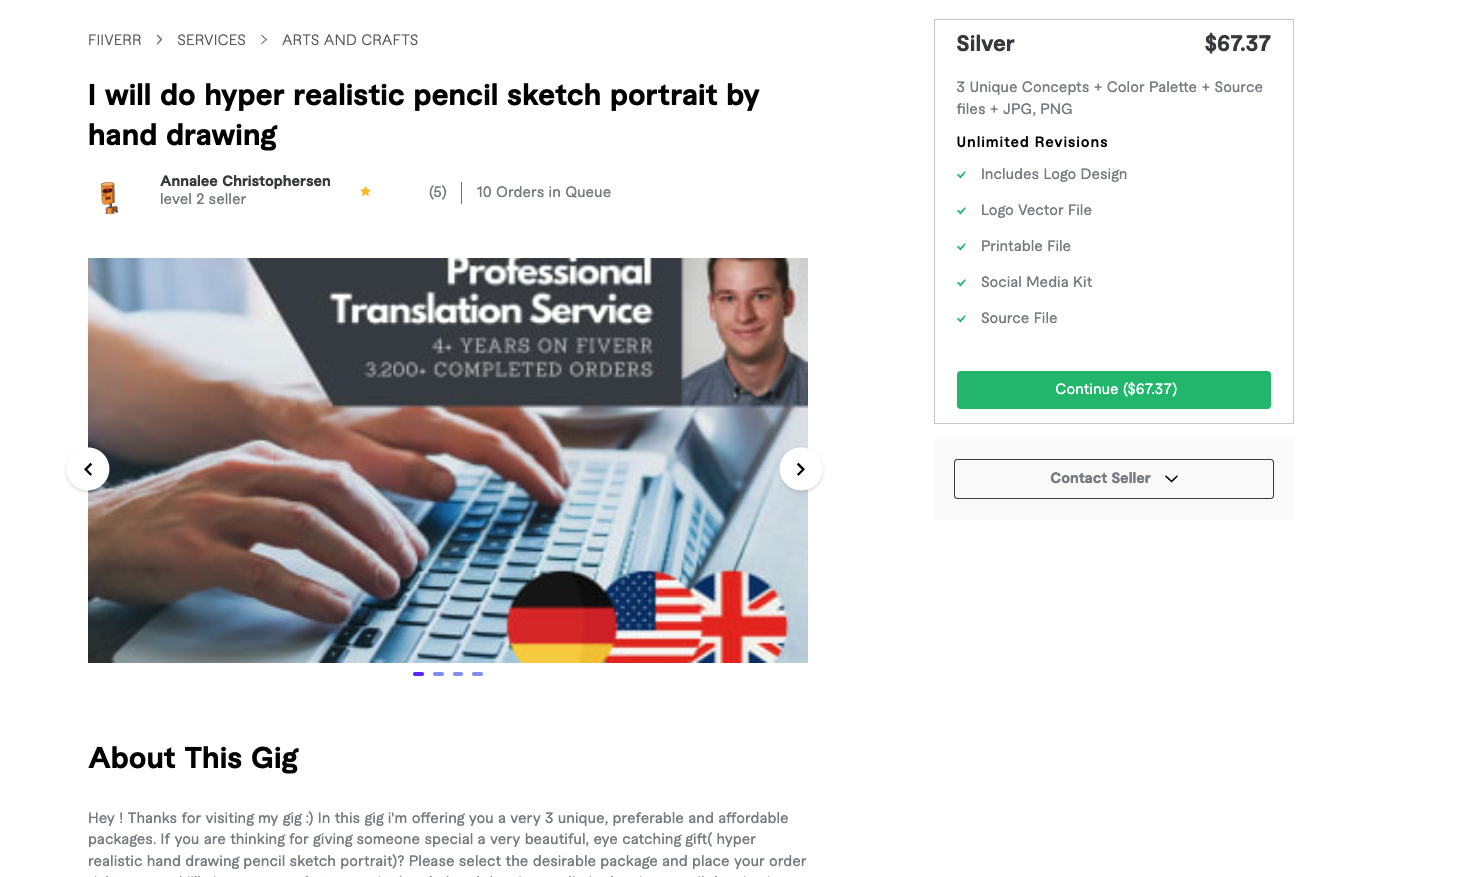 FIIVERR > SERVICES > ARTS AND CRAFTS
I will do hyper realistic pencil sketch portrait by
hand drawing
Annalee Christophersen
level 2 seller
(5) | 10 Orders in Queue
Professional
Translation Service
4+ YEARS ON FIVERR
3.200+ COMPLETED ORDERS
About This Gig
Hey ! Thanks for visiting my gig :) In this gig i'm offering you a very 3 unique, preferable and affordable
packages. If you are thinking for giving someone special a very beautiful, eye catching gift( hyper
realistic hand drawing pencil sketch portrait)? Please select the desirable package and place your order
Silver $67.37
3 Unique Concepts + Color Palette + Source
files + JPG, PNG
Unlimited Revisions
Includes Logo Design
Logo Vector File
Printable File
Social Media Kit
Source File
Continue ($67.37)
Contact Seller